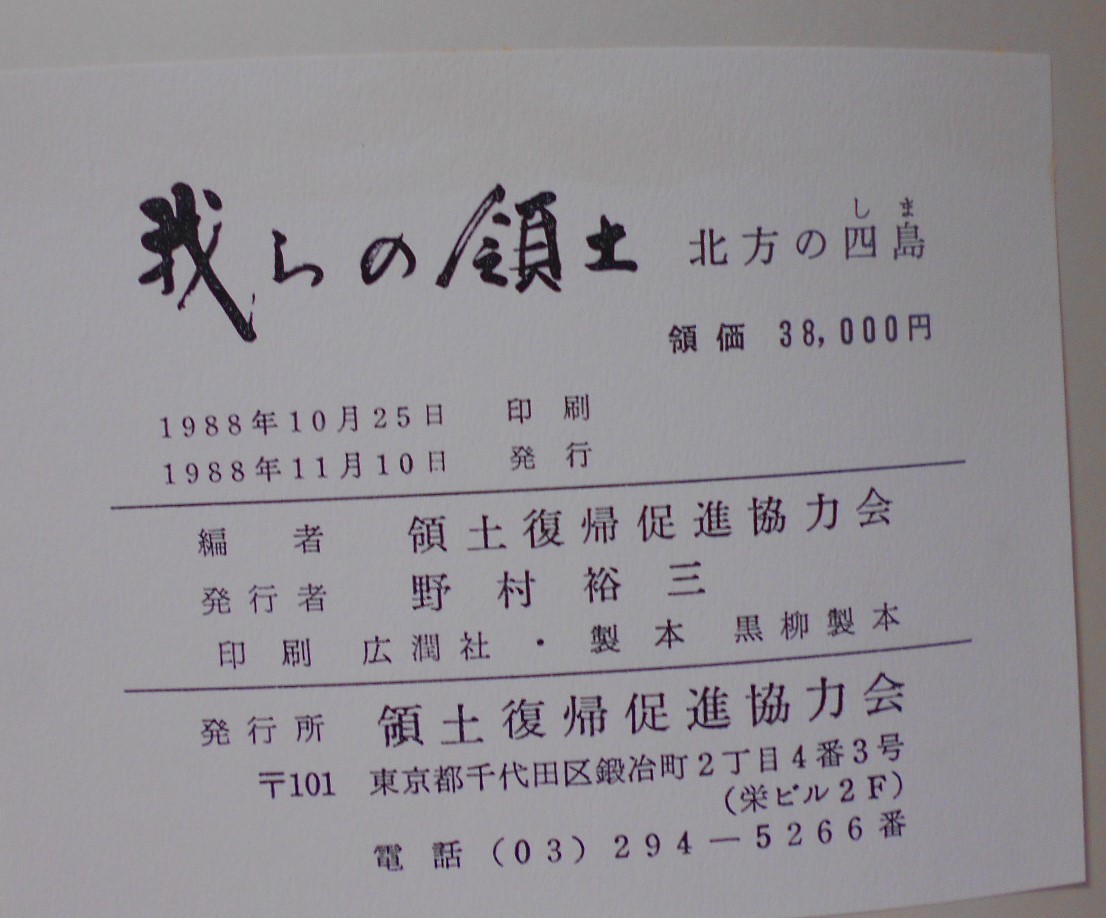 我らの領土 北方の四島
しま
領価 38,000円
1988年10月25日 印刷
1988年11月10日 発行
編者 領土復帰促進協力会
発行者 野村裕三
印刷 広潤社・製本 黒柳製本
発行所 領土復帰促進協力会
〒101 東京都千代田区鍛冶町2丁目4番3号
(栄ビル2F)
電話(03)294—5266番